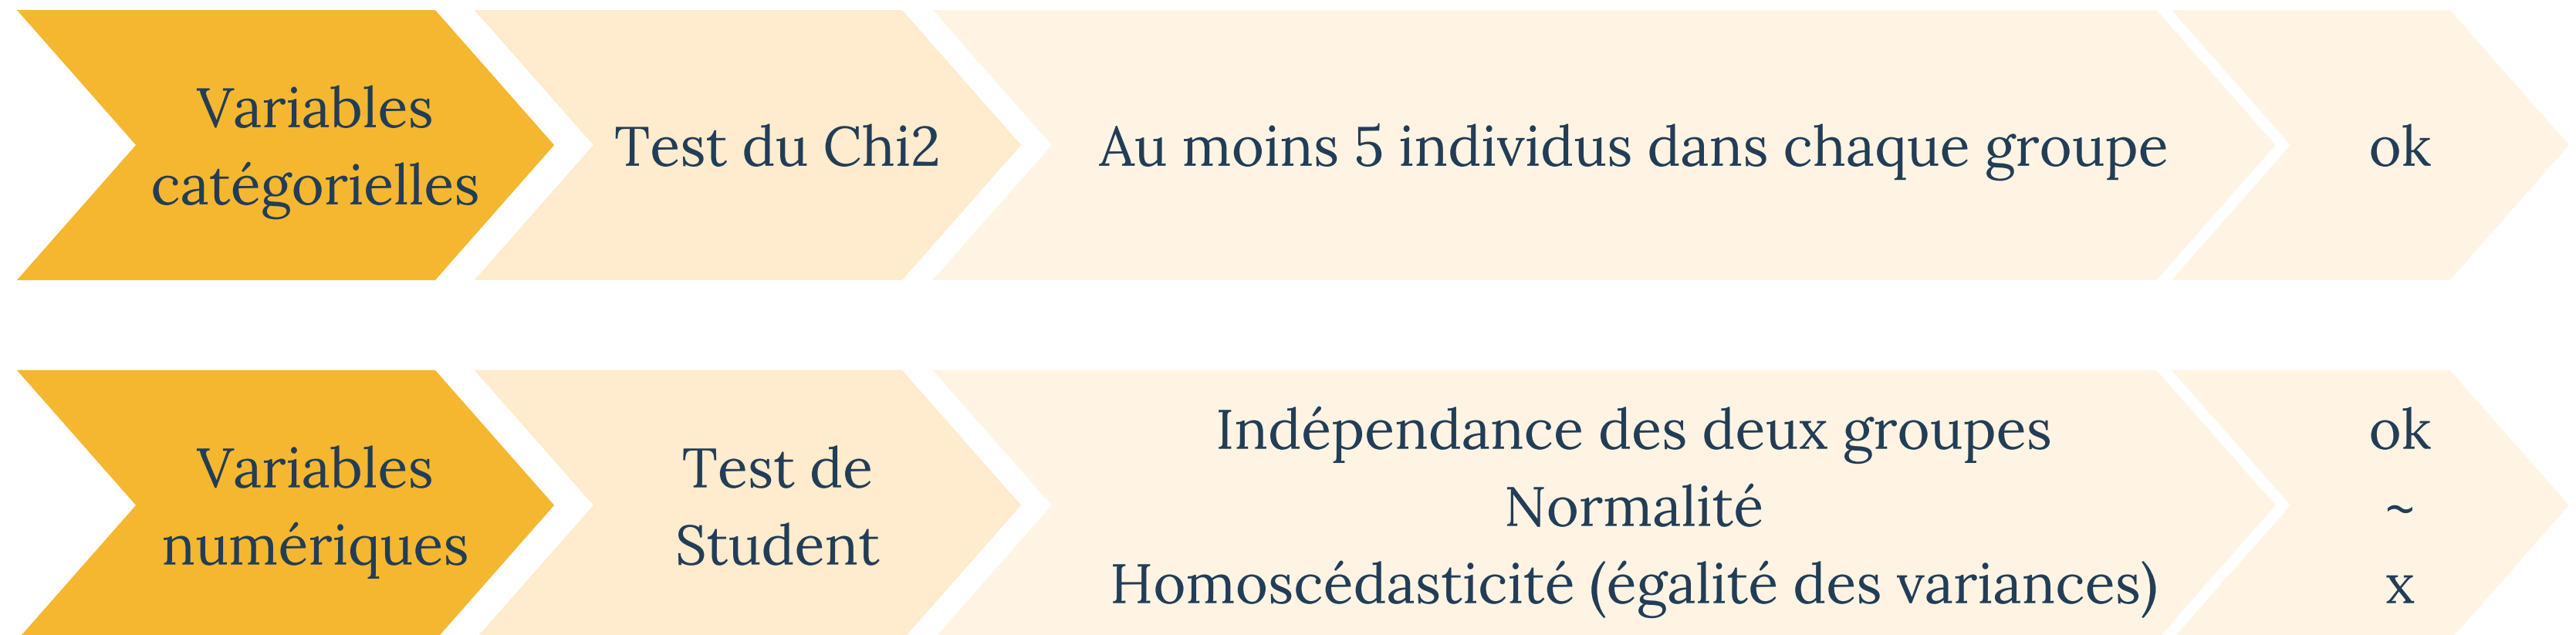 Variables
catégorielles
Test du Chi2
Au moins 5 individus dans chaque groupe
ok
Variables
numériques
Test de
Student
Indépendance des deux groupes
Normalité
Homoscédasticité (égalité des variances)
ok
~
x